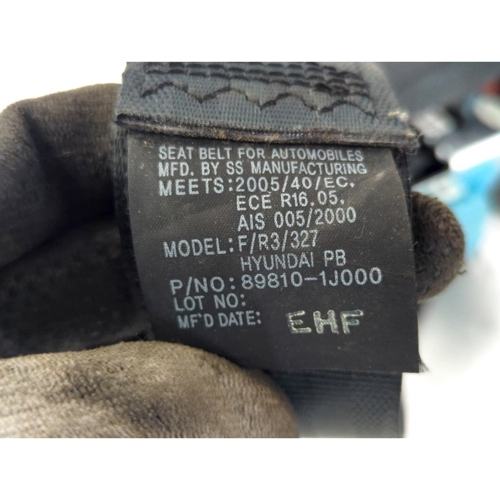 SEAT BELT FOR AUTOMOBILES
MFD. BY SS MANUFACTURING
MEETS:2005/40/EC.
ECE R16.05.
AIS 005/2000
MODEL: F/R3/327
HYUNDAI PB
P/NO: 89810-1J000
LOT NO:
MF'D DATE: EHF